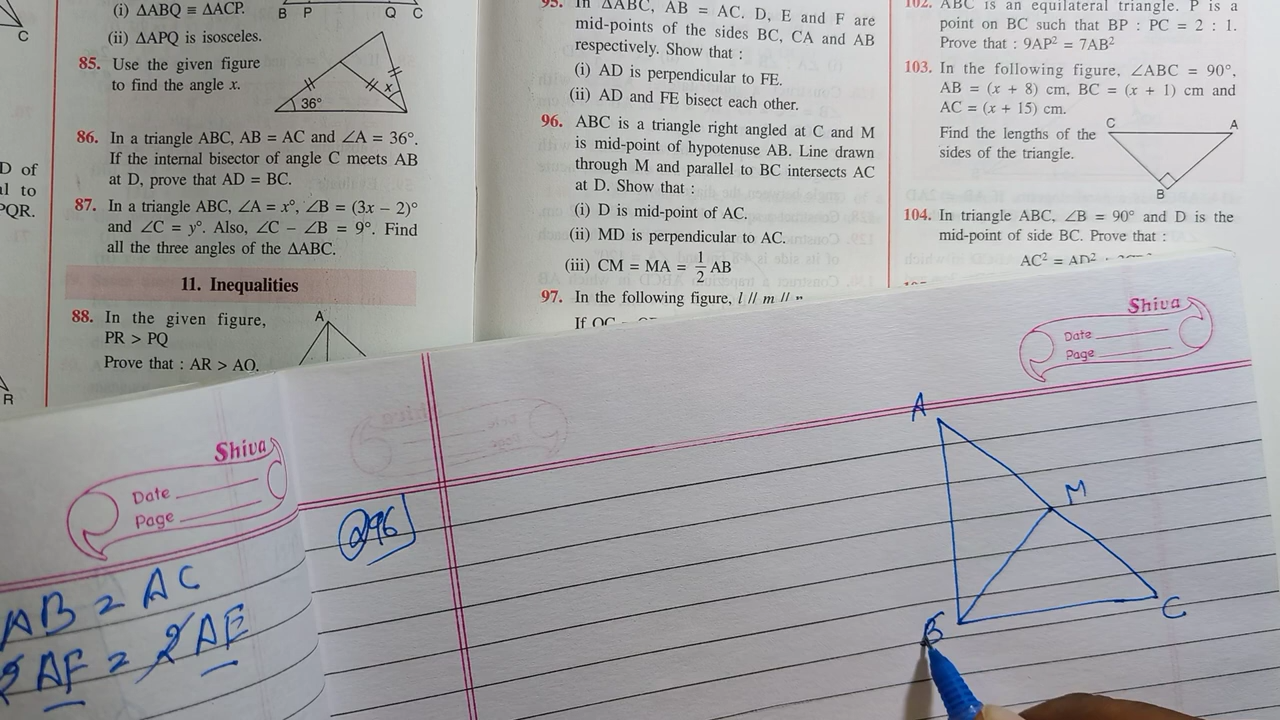 C
D of
al to
PQR.
R
(i) ΔABQ ≡ ΔACP.
B P Q C
(ii) ΔAPQ is isosceles.
85. Use the given figure
to find the angle x.
36°
x
86. In a triangle ABC, AB = AC and ∠A = 36°.
If the internal bisector of angle C meets AB
at D, prove that AD = BC.
87. In a triangle ABC, ∠A = x°, ∠B = (3x – 2)°
and ∠C = y°. Also, ∠C – ∠B = 9°. Find
all the three angles of the ΔABC.
11. Inequalities
88. In the given figure,
PR > PQ
Prove that : AR > AQ.
A
95. In ΔABC, AB = AC. D, E and F are
mid-points of the sides BC, CA and AB
respectively. Show that :
(i) AD is perpendicular to FE.
(ii) AD and FE bisect each other.
96. ABC is a triangle right angled at C and M
is mid-point of hypotenuse AB. Line drawn
through M and parallel to BC intersects AC
at D. Show that :
(i) D is mid-point of AC.
(ii) MD is perpendicular to AC.
(iii) CM = MA = 1/2 AB
97. In the following figure, l // m // n
If OC
102. ABC is an equilateral triangle. P is a
point on BC such that BP : PC = 2 : 1.
Prove that : 9AP² = 7AB²
103. In the following figure, ∠ABC = 90°,
AB = (x + 8) cm, BC = (x + 1) cm and
AC = (x + 15) cm.
Find the lengths of the
sides of the triangle.
C A
B
104. In triangle ABC, ∠B = 90° and D is the
mid-point of side BC. Prove that :
AC² = AD²
Shiva
Date
Page
Shiva
Date
Page
AB = AC
2AF = 2AE
Q96
A
M
B
C